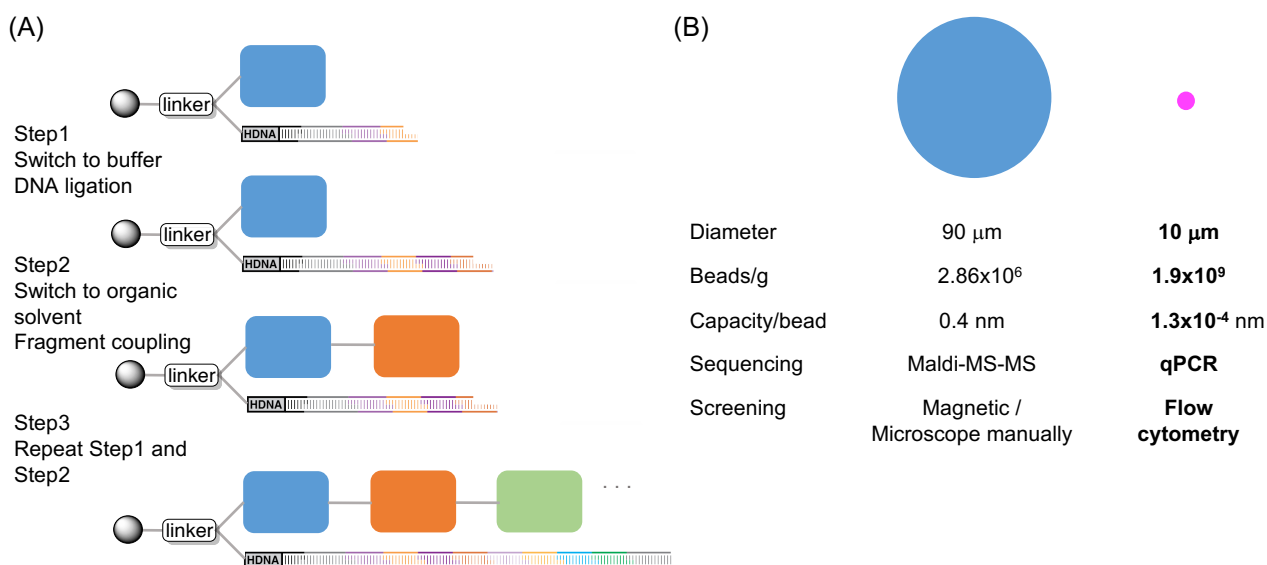 (A)
linker
HDNA
Step1
Switch to buffer
DNA ligation
linker
HDNA
Step2
Switch to organic
solvent
Fragment coupling
linker
HDNA
Step3
Repeat Step1 and
Step2
. . .
linker
HDNA
(B)
Diameter 90 μm 10 μm
Beads/g 2.86x10⁶ 1.9x10⁹
Capacity/bead 0.4 nm 1.3x10⁻⁴ nm
Sequencing Maldi-MS-MS qPCR
Screening Magnetic / Flow
Microscope manually cytometry